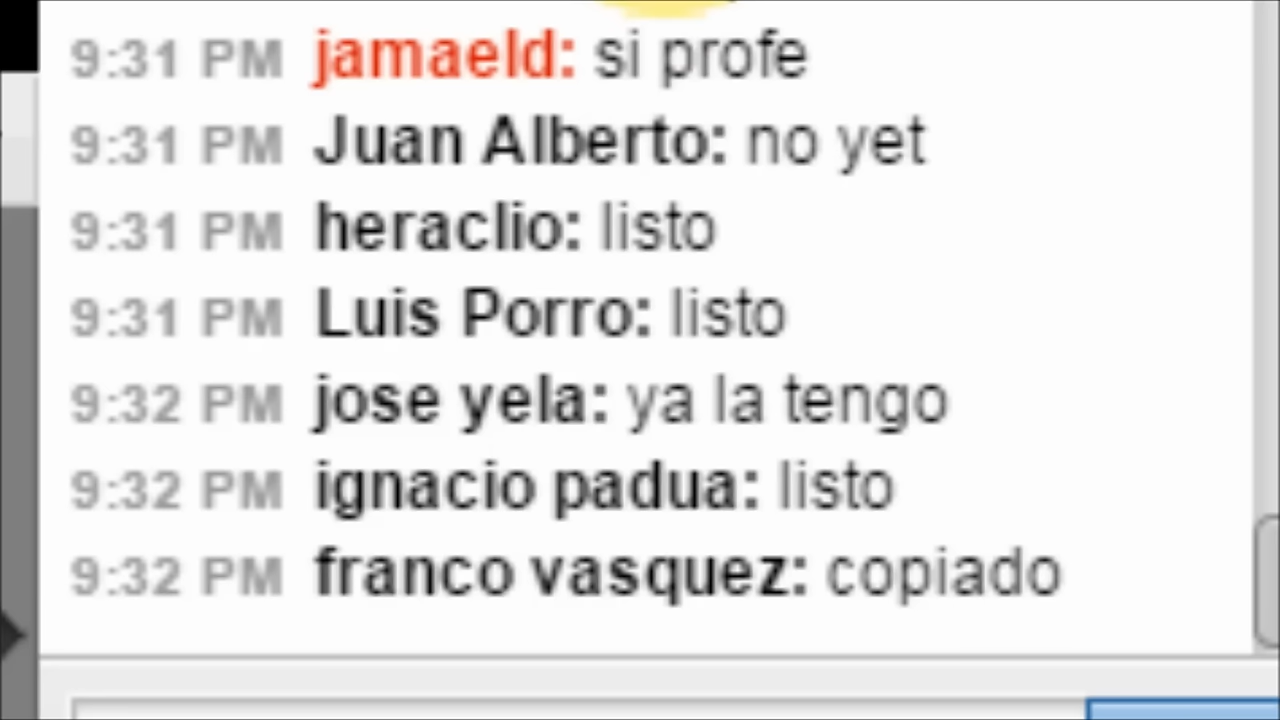 9:31 PM jamaeld: si profe
9:31 PM Juan Alberto: no yet
9:31 PM heraclio: listo
9:31 PM Luis Porro: listo
9:32 PM jose yela: ya la tengo
9:32 PM ignacio padua: listo
9:32 PM franco vasquez: copiado